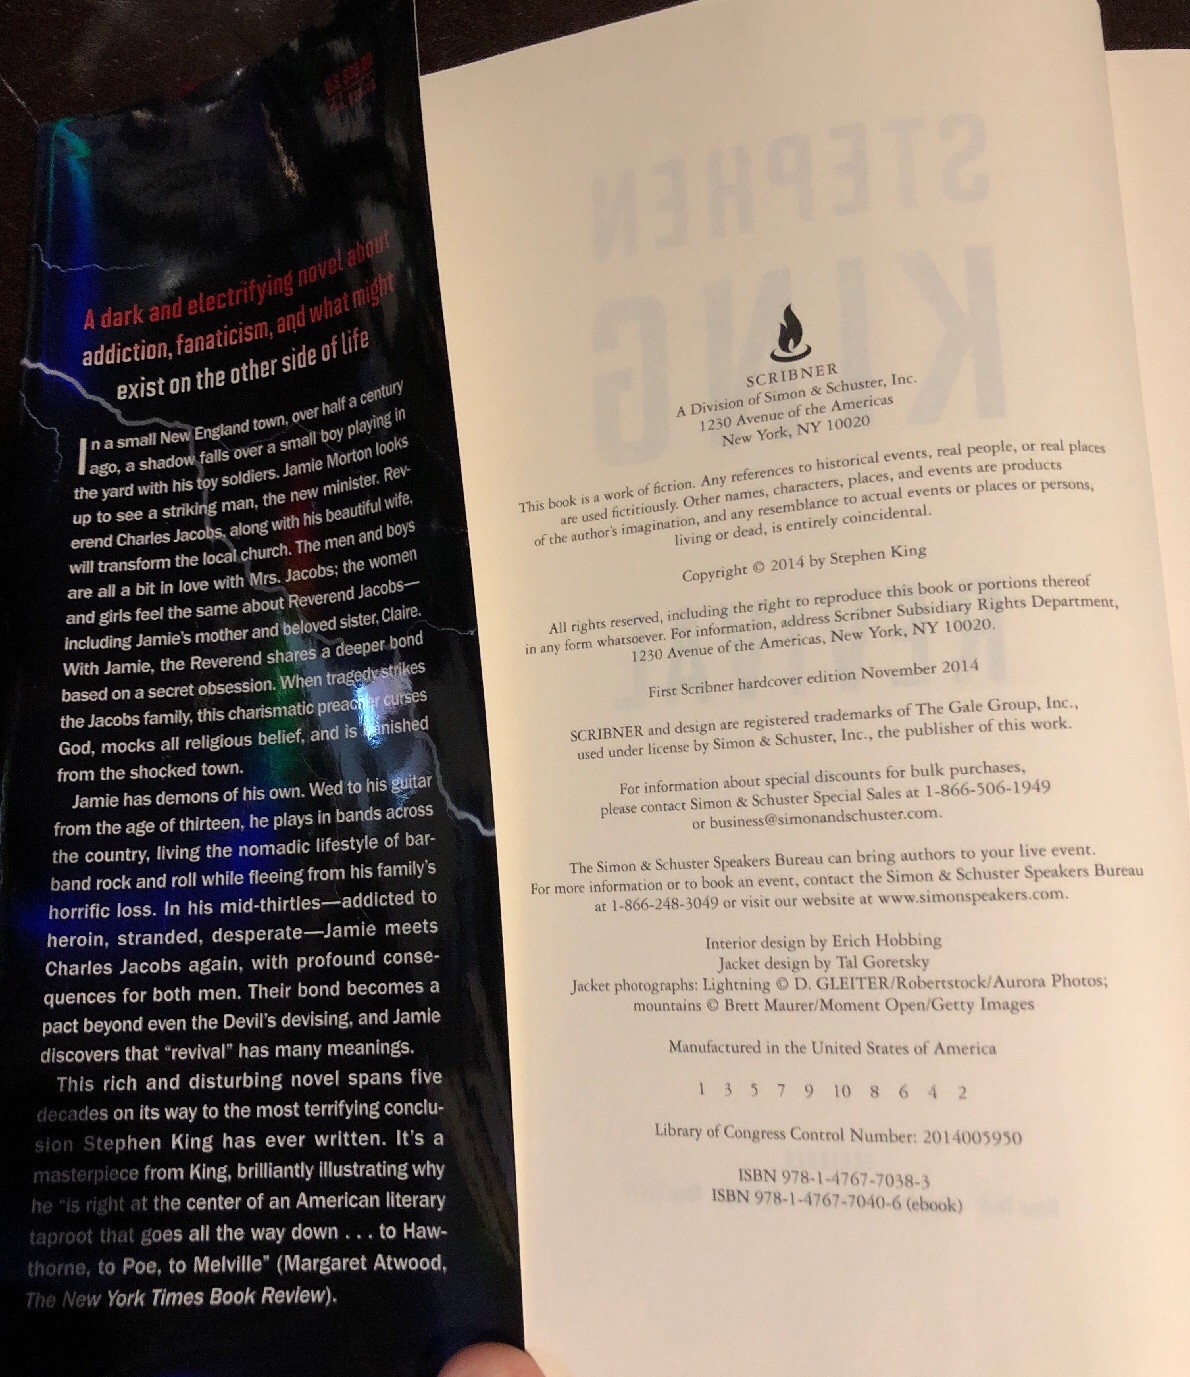 A dark and electrifying novel about
addiction, fanaticism, and what might
exist on the other side of life
In a small New England town, over half a century
ago, a shadow falls over a small boy playing in
the yard with his toy soldiers. Jamie Morton looks
up to see a striking man, the new minister. Rev-
erend Charles Jacobs, along with his beautiful wife,
will transform the local church. The men and boys
are all a bit in love with Mrs. Jacobs; the women
and girls feel the same about Reverend Jacobs—
including Jamie's mother and beloved sister, Claire.
With Jamie, the Reverend shares a deeper bond
based on a secret obsession. When tragedy strikes
the Jacobs family, this charismatic preacher curses
God, mocks all religious belief, and is banished
from the shocked town.
Jamie has demons of his own. Wed to his guitar
from the age of thirteen, he plays in bands across
the country, living the nomadic lifestyle of bar-
band rock and roll while fleeing from his family's
horrific loss. In his mid-thirties—addicted to
heroin, stranded, desperate—Jamie meets
Charles Jacobs again, with profound conse-
quences for both men. Their bond becomes a
pact beyond even the Devil's devising, and Jamie
discovers that "revival" has many meanings.
This rich and disturbing novel spans five
decades on its way to the most terrifying conclu-
sion Stephen King has ever written. It's a
masterpiece from King, brilliantly illustrating why
he "is right at the center of an American literary
taproot that goes all the way down . . . to Haw-
thorne, to Poe, to Melville" (Margaret Atwood,
The New York Times Book Review).
STEPHEN
KING
SCRIBNER
A Division of Simon & Schuster, Inc.
1230 Avenue of the Americas
New York, NY 10020
This book is a work of fiction. Any references to historical events, real people, or real places
are used fictitiously. Other names, characters, places, and events are products
of the author's imagination, and any resemblance to actual events or places or persons,
living or dead, is entirely coincidental.
Copyright © 2014 by Stephen King
All rights reserved, including the right to reproduce this book or portions thereof
in any form whatsoever. For information, address Scribner Subsidiary Rights Department,
1230 Avenue of the Americas, New York, NY 10020.
First Scribner hardcover edition November 2014
SCRIBNER and design are registered trademarks of The Gale Group, Inc.,
used under license by Simon & Schuster, Inc., the publisher of this work.
For information about special discounts for bulk purchases,
please contact Simon & Schuster Special Sales at 1-866-506-1949
or business@simonandschuster.com.
The Simon & Schuster Speakers Bureau can bring authors to your live event.
For more information or to book an event, contact the Simon & Schuster Speakers Bureau
at 1-866-248-3049 or visit our website at www.simonspeakers.com.
Interior design by Erich Hobbing
Jacket design by Tal Goretsky
Jacket photographs: Lightning © D. GLEITER/Robertstock/Aurora Photos;
mountains © Brett Maurer/Moment Open/Getty Images
Manufactured in the United States of America
1 3 5 7 9 10 8 6 4 2
Library of Congress Control Number: 2014005950
ISBN 978-1-4767-7038-3
ISBN 978-1-4767-7040-6 (ebook)